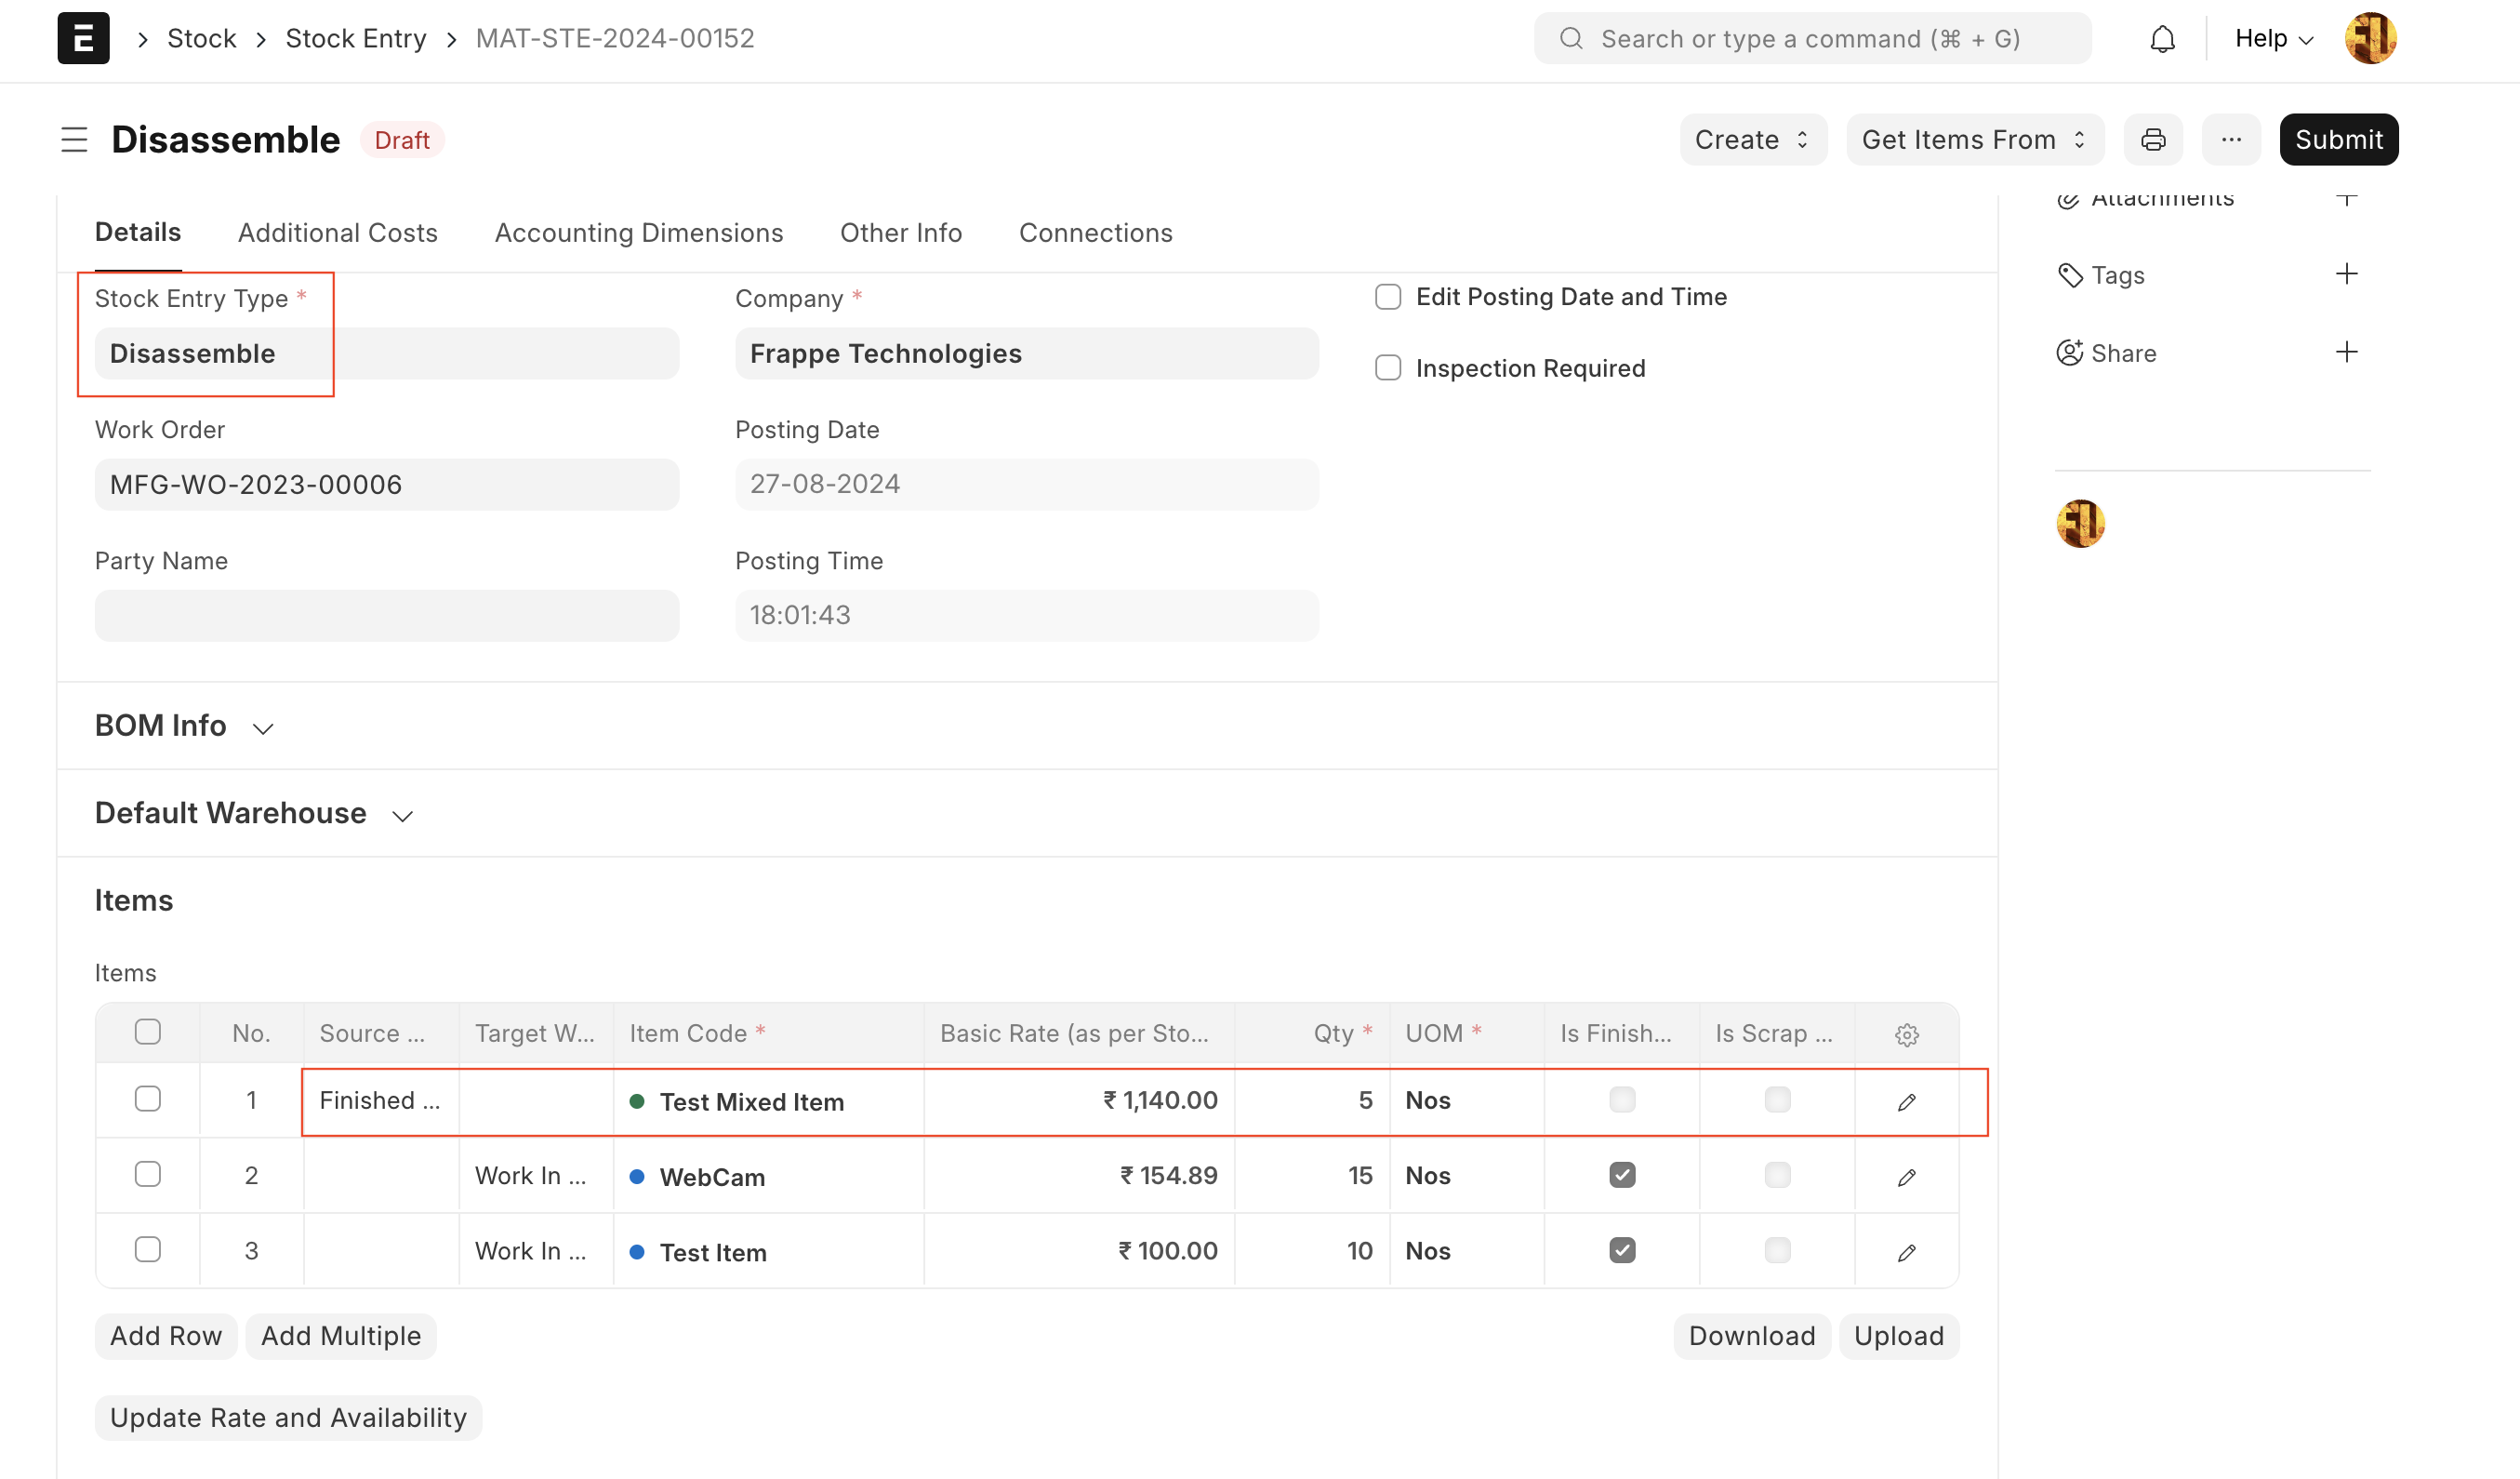 E > Stock > Stock Entry > MAT-STE-2024-00152 Search or type a command (⌘ + G) Help
Disassemble Draft Create Get Items From ... Submit
Attachments +
Details Additional Costs Accounting Dimensions Other Info Connections
Tags +
Stock Entry Type * Company * Edit Posting Date and Time
Disassemble Frappe Technologies Inspection Required
Share +
Work Order Posting Date
MFG-WO-2023-00006 27-08-2024
Party Name Posting Time
18:01:43
BOM Info
Default Warehouse
Items
Items
No. Source ... Target W... Item Code * Basic Rate (as per Sto... Qty * UOM * Is Finish... Is Scrap ...
1 Finished ... Test Mixed Item ₹ 1,140.00 5 Nos
2 Work In ... WebCam ₹ 154.89 15 Nos
3 Work In ... Test Item ₹ 100.00 10 Nos
Add Row Add Multiple Download Upload
Update Rate and Availability